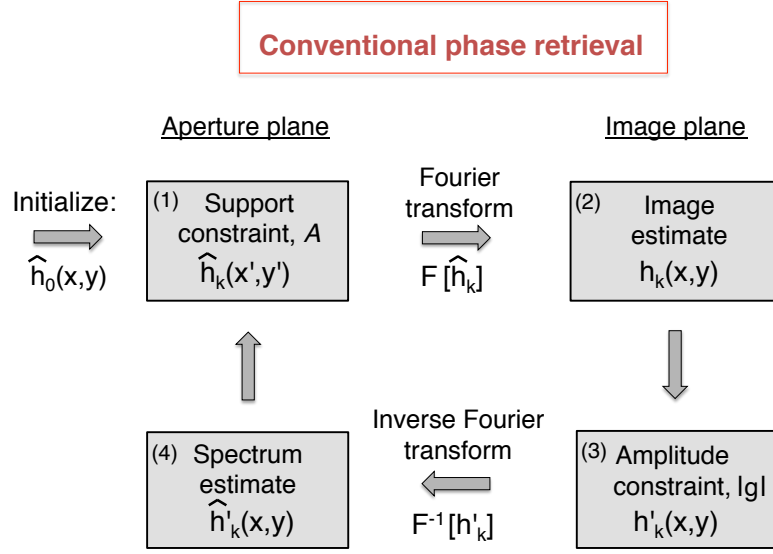 Conventional phase retrieval
Aperture plane
Image plane
Initialize:
ĥ₀(x,y)
(1) Support
constraint, A
ĥₖ(x',y')
Fourier
transform
F [ĥₖ]
(2) Image
estimate
hₖ(x,y)
(4) Spectrum
estimate
ĥ'ₖ(x,y)
Inverse Fourier
transform
F⁻¹[h'ₖ]
(3) Amplitude
constraint, |g|
h'ₖ(x,y)